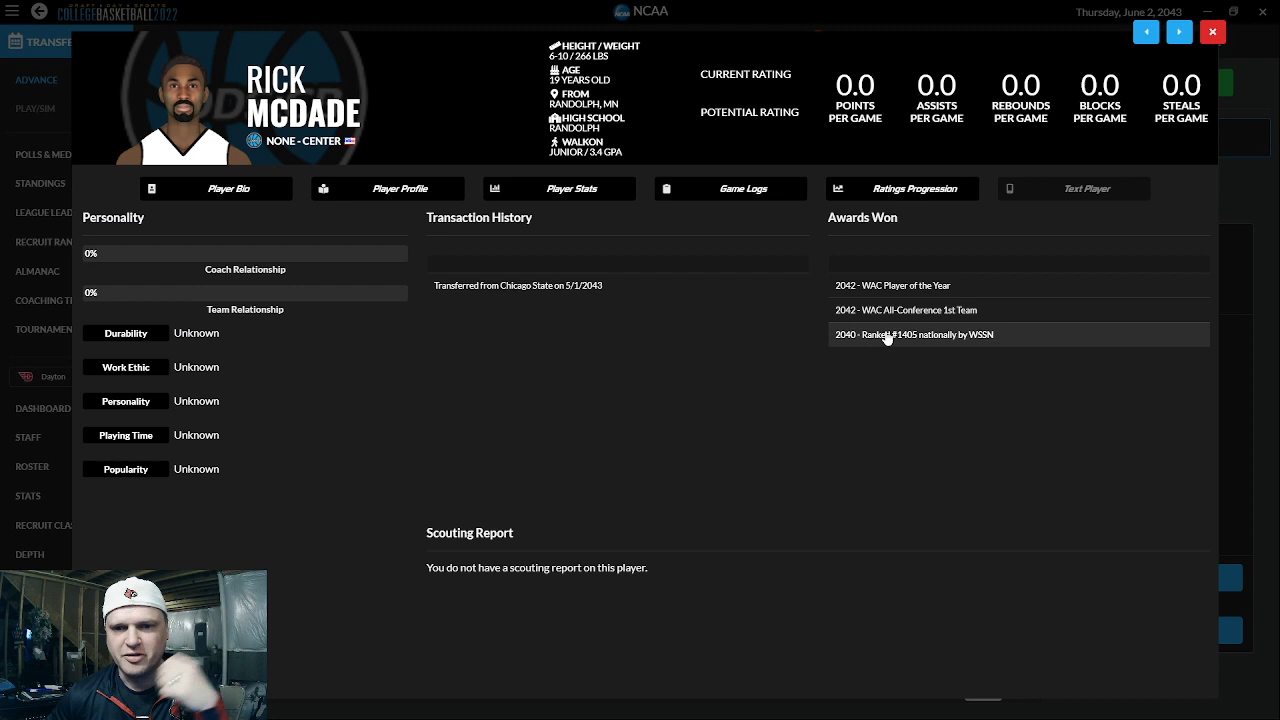 DRAFT DAY SPORTS
COLLEGEBASKETBALL2022
NCAA
Thursday, June 2, 2043
TRANSFE
ADVANCE
PLAY/SIM
POLLS & MED
STANDINGS
LEAGUE LEAD
RECRUIT RAN
ALMANAC
COACHING T
TOURNAMEN
Dayton
DASHBOARD
STAFF
ROSTER
STATS
RECRUIT CLA
DEPTH
RICK
MCDADE
NONE - CENTER
HEIGHT / WEIGHT
6-10 / 266 LBS
AGE
19 YEARS OLD
FROM
RANDOLPH, MN
HIGH SCHOOL
RANDOLPH
WALKON
JUNIOR / 3.4 GPA
CURRENT RATING
POTENTIAL RATING
0.0
POINTS
PER GAME
0.0
ASSISTS
PER GAME
0.0
REBOUNDS
PER GAME
0.0
BLOCKS
PER GAME
0.0
STEALS
PER GAME
Player Bio
Player Profile
Player Stats
Game Logs
Ratings Progression
Text Player
Personality
0%
Coach Relationship
0%
Team Relationship
Durability Unknown
Work Ethic Unknown
Personality Unknown
Playing Time Unknown
Popularity Unknown
Transaction History
Transferred from Chicago State on 5/1/2043
Awards Won
2042 - WAC Player of the Year
2042 - WAC All-Conference 1st Team
2040 - Ranked #1405 nationally by WSSN
Scouting Report
You do not have a scouting report on this player.